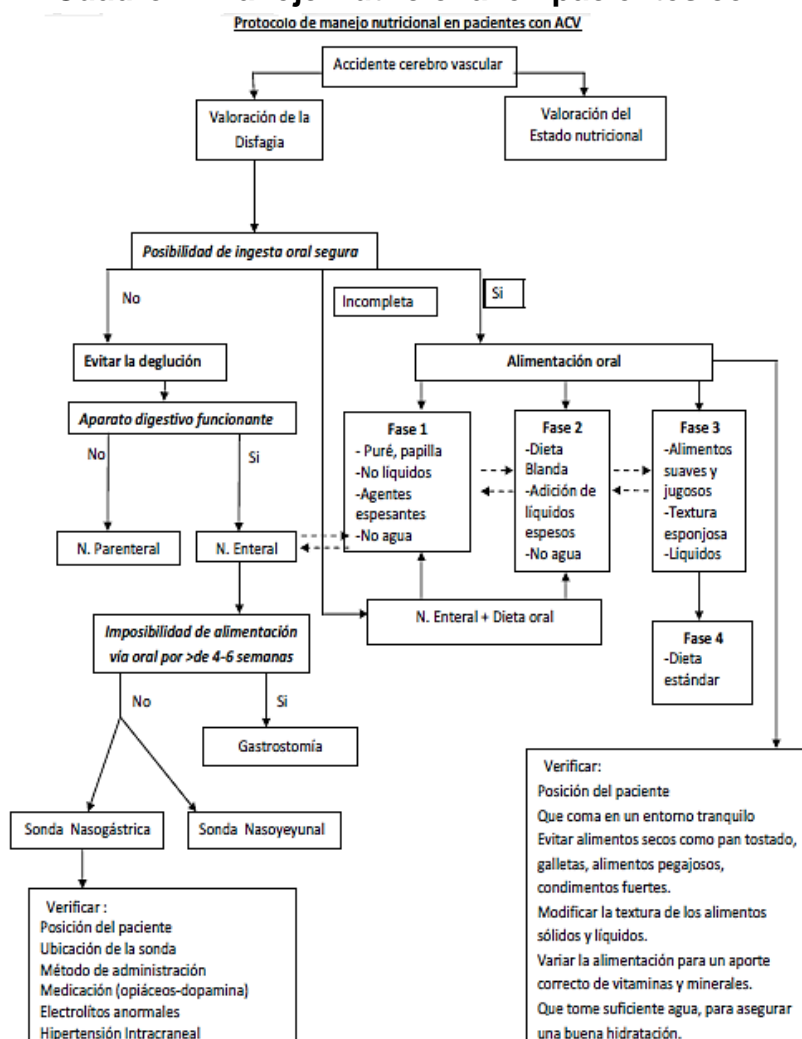 Protocolo de manejo nutricional en pacientes con ACV
Accidente cerebro vascular
Valoración de la
Disfagia
Valoración del
Estado nutricional
Posibilidad de ingesta oral segura
No
Incompleta
Si
Evitar la deglución
Alimentación oral
Aparato digestivo funcionante
No
Si
N. Parenteral
N. Enteral
Fase 1
- Puré, papilla
- No líquidos
-Agentes
espesantes
-No agua
Fase 2
-Dieta
Blanda
-Adición de
líquidos
espesos
-No agua
Fase 3
-Alimentos
suaves y
jugosos
-Textura
esponjosa
-Liquidos
N. Enteral + Dieta oral
Fase 4
-Dieta
estándar
Imposibilidad de alimentación
vía oral por >de 4-6 semanas
No
Si
Gastrostomía
Sonda Nasogástrica
Sonda Nasoyeyunal
Verificar :
Posición del paciente
Ubicación de la sonda
Método de administración
Medicación (opiáceos-dopamina)
Electrolítos anormales
Hipertensión Intracraneal
Verificar:
Posición del paciente
Que coma en un entorno tranquilo
Evitar alimentos secos como pan tostado,
galletas, alimentos pegajosos,
condimentos fuertes.
Modificar la textura de los alimentos
sólidos y líquidos.
Variar la alimentación para un aporte
correcto de vitaminas y minerales.
Que tome suficiente agua, para asegurar
una buena hidratación.